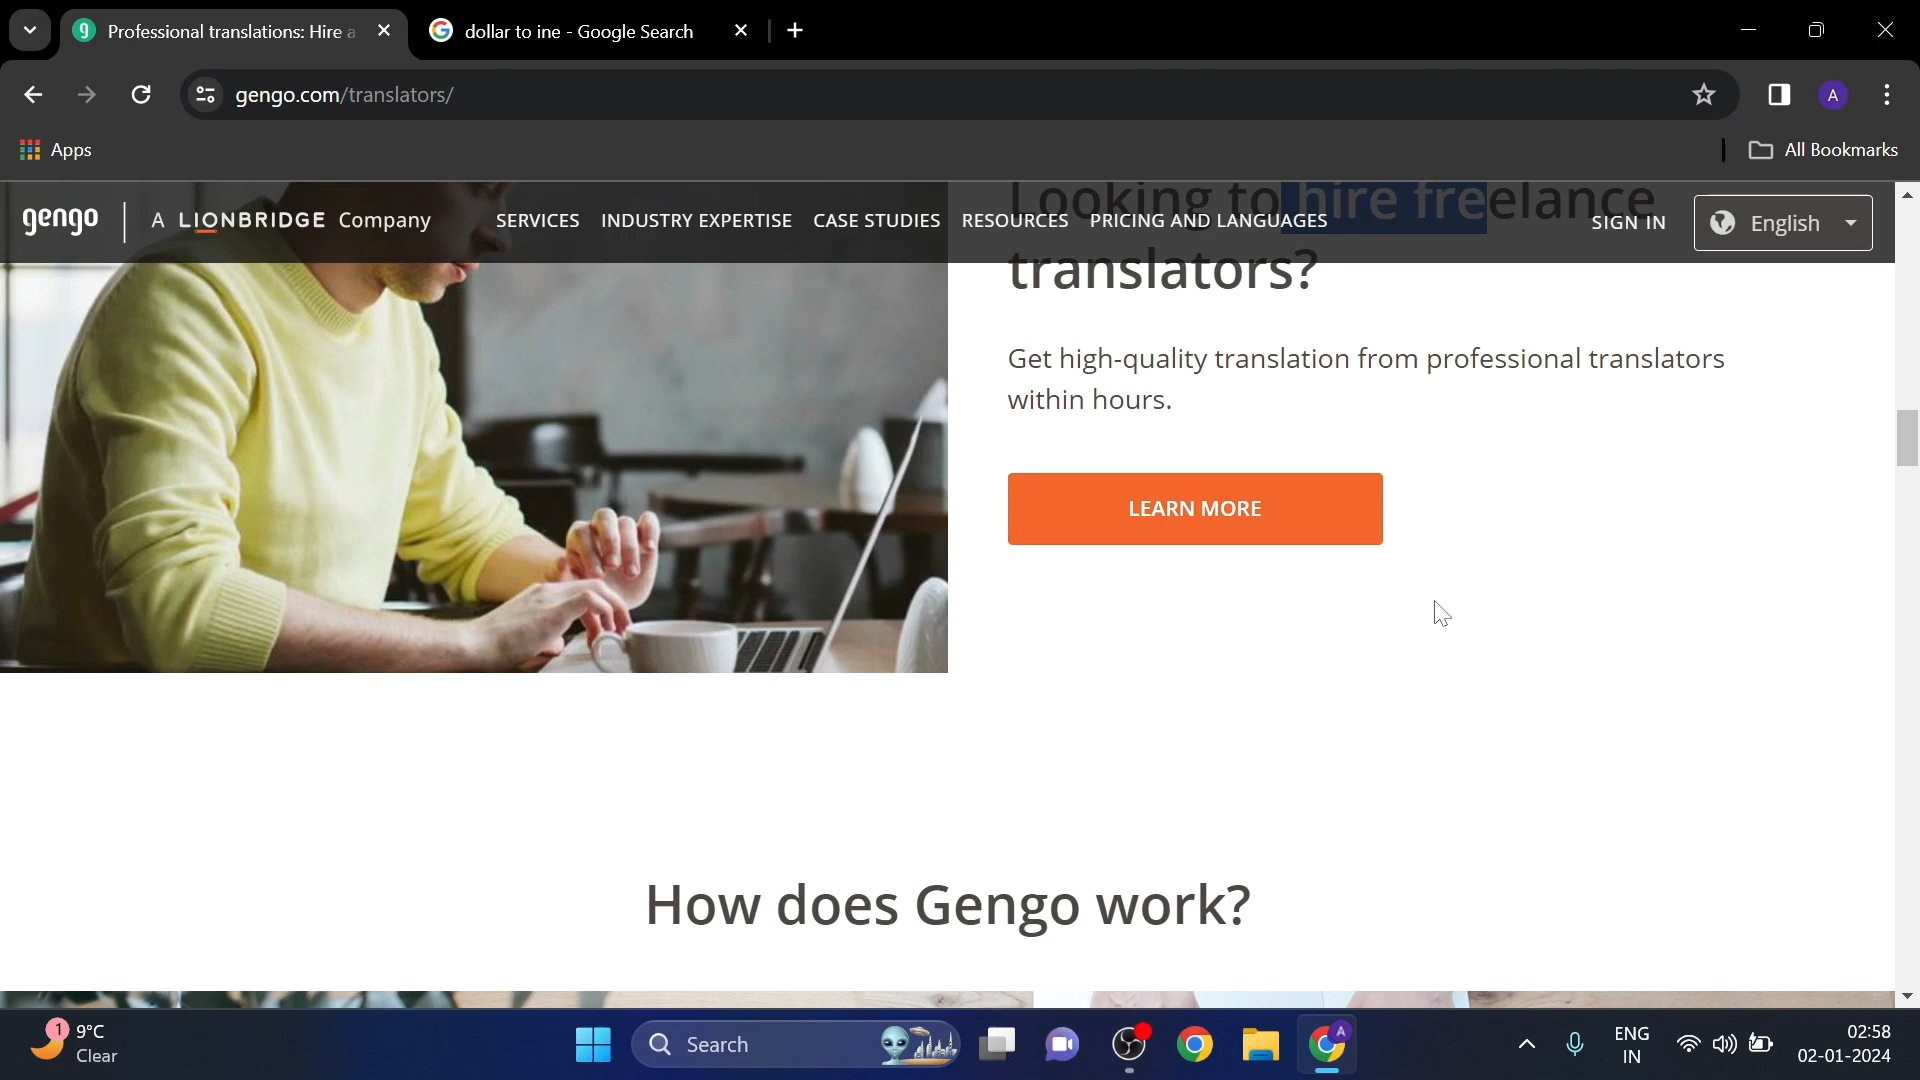 Professional translations: Hire a
dollar to ine - Google Search
gengo.com/translators/
Apps
All Bookmarks
gengo
A LIONBRIDGE Company
SERVICES
INDUSTRY EXPERTISE
CASE STUDIES
RESOURCES
PRICING AND LANGUAGES
SIGN IN
English
Looking to hire freelance
translators?
Get high-quality translation from professional translators
within hours.
LEARN MORE
How does Gengo work?
1
9°C
Clear
Search
ENG
IN
02:58
02-01-2024